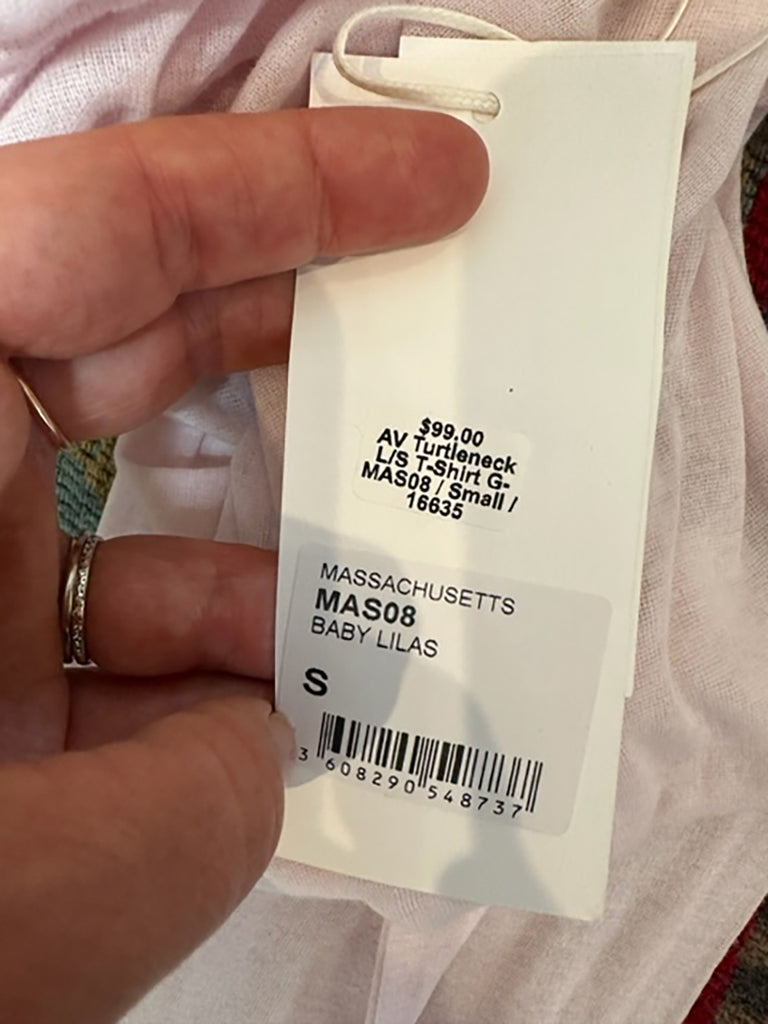 $99.00
AV Turtleneck
L/S T-Shirt G-
MAS08 / Small /
16635
MASSACHUSETTS
MAS08
BABY LILAS
S
3 608290 548737